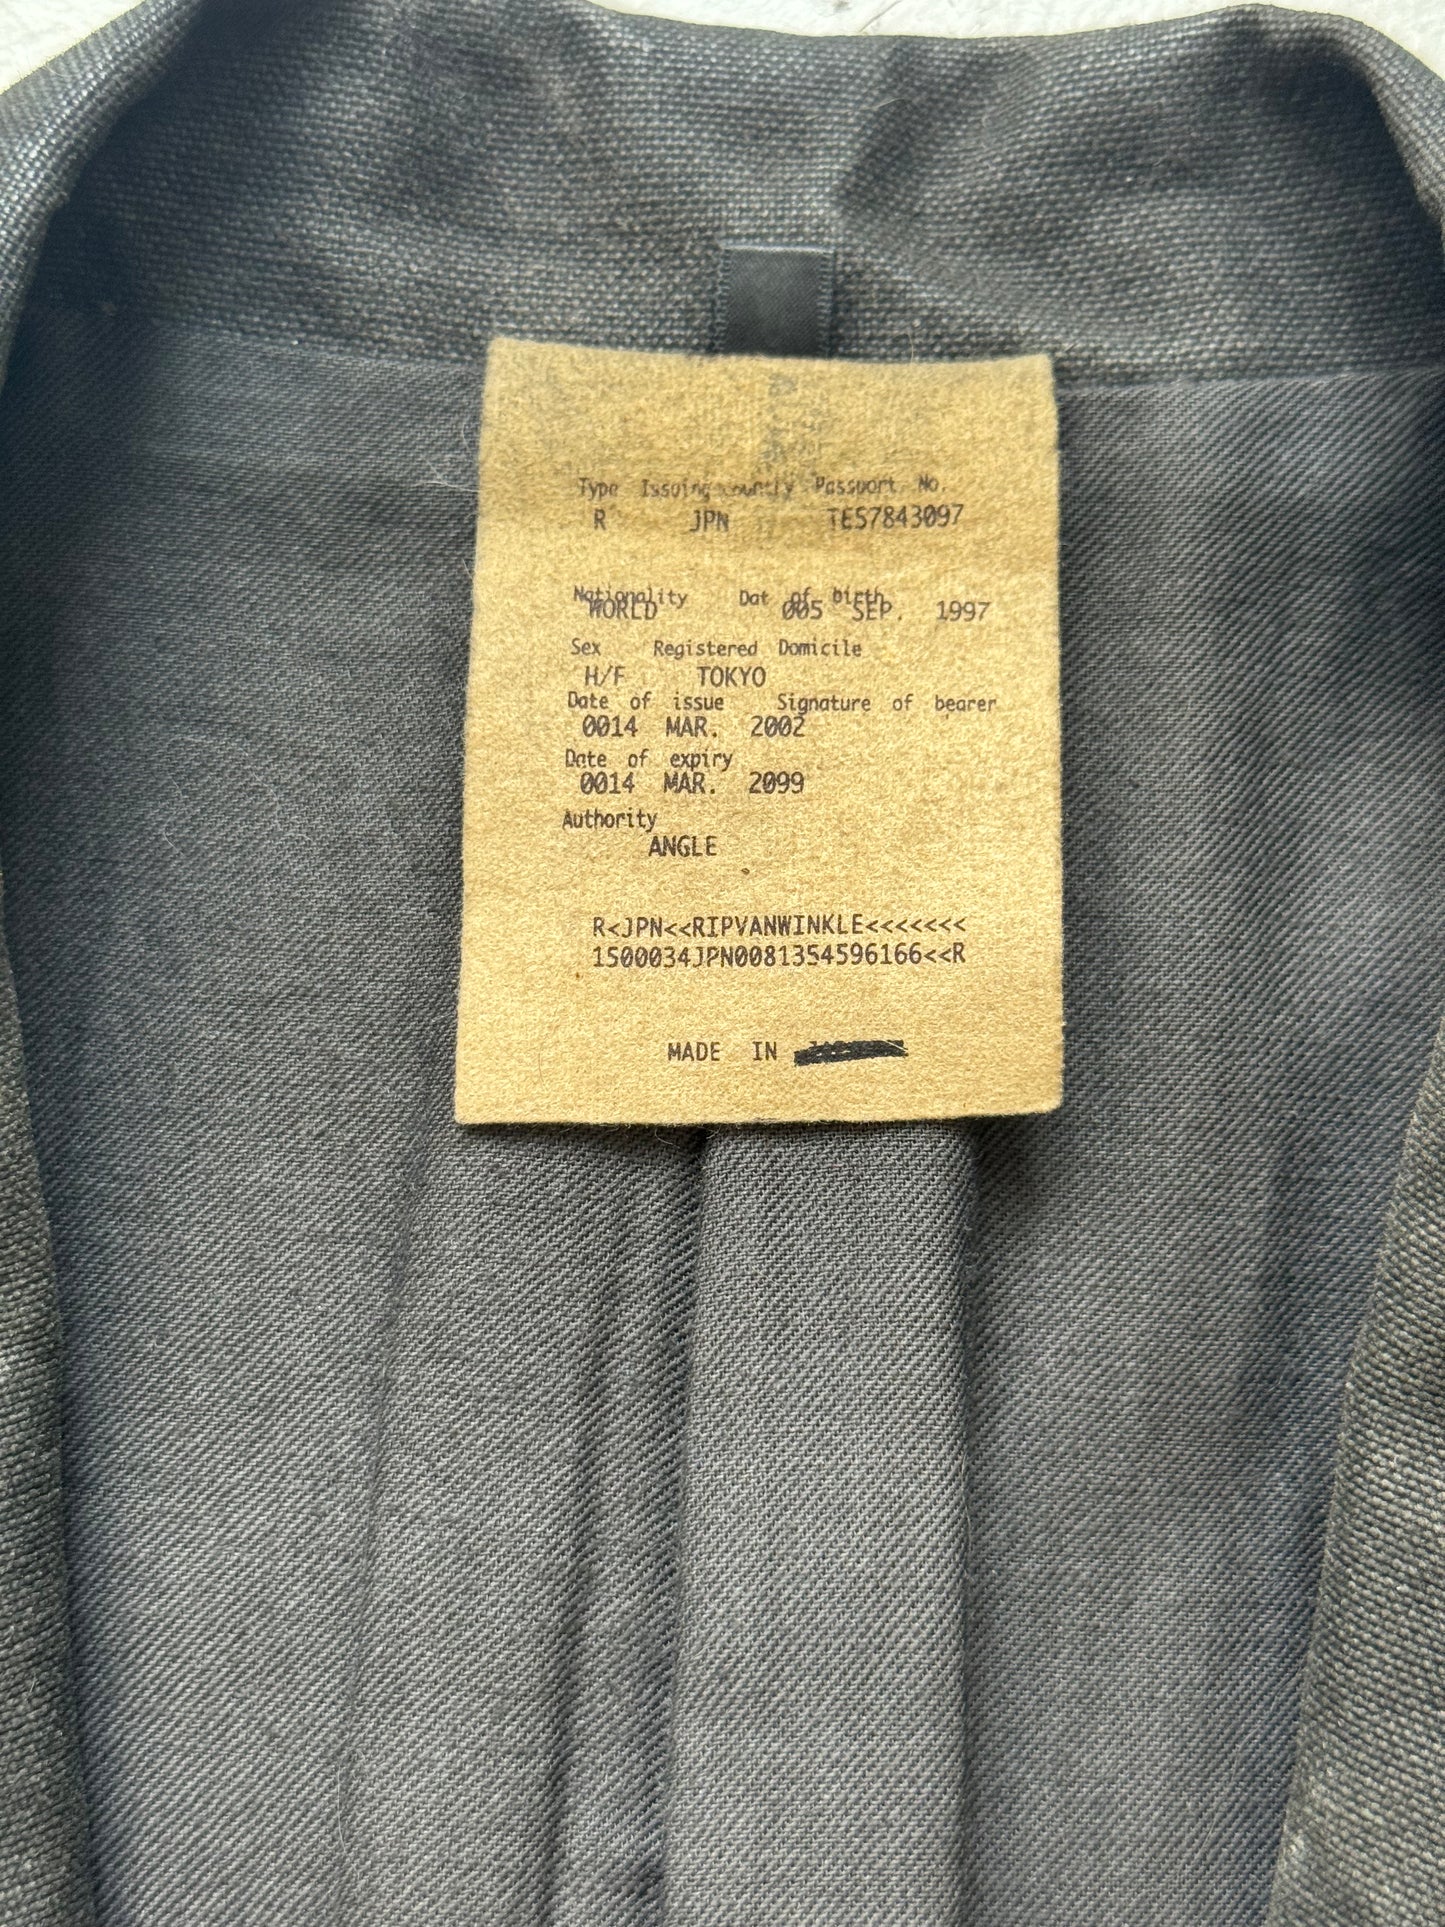 Type Issuing country Passport No.
R JPN TE57843097
Nationality Dat of birth
WORLD 005 SEP. 1997
Sex Registered Domicile
H/F TOKYO
Date of issue Signature of bearer
0014 MAR. 2002
Date of expiry
0014 MAR. 2099
Authority
ANGLE
R<JPN<<RIPVANWINKLE<<<<<<<
1500034JPN0081354596166<<R
MADE IN